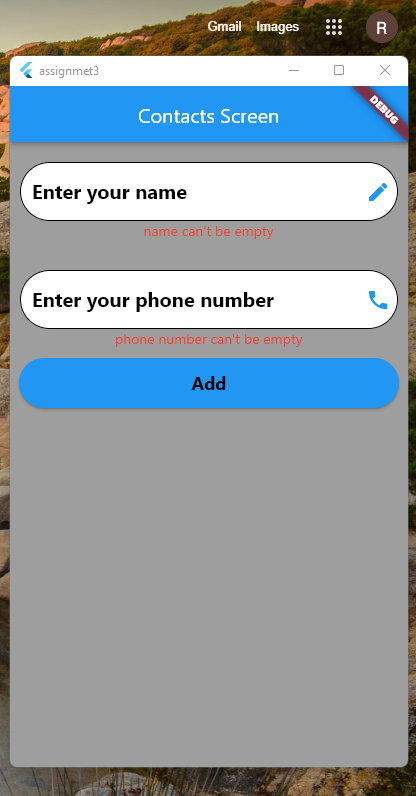 Gmail Images
R
assignmet3
Contacts Screen
DEBUG
Enter your name
name can't be empty
Enter your phone number
phone number can't be empty
Add